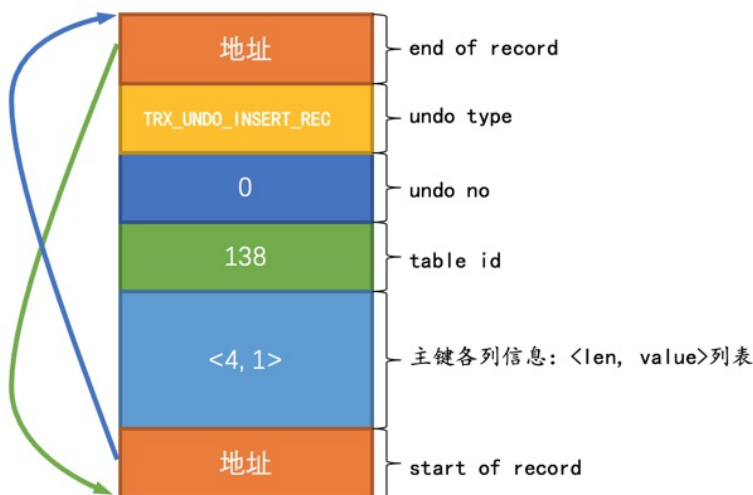 地址 end of record
TRX_UNDO_INSERT_REC undo type
0 undo no
138 table id
<4, 1> 主键各列信息: <len, value>列表
地址 start of record